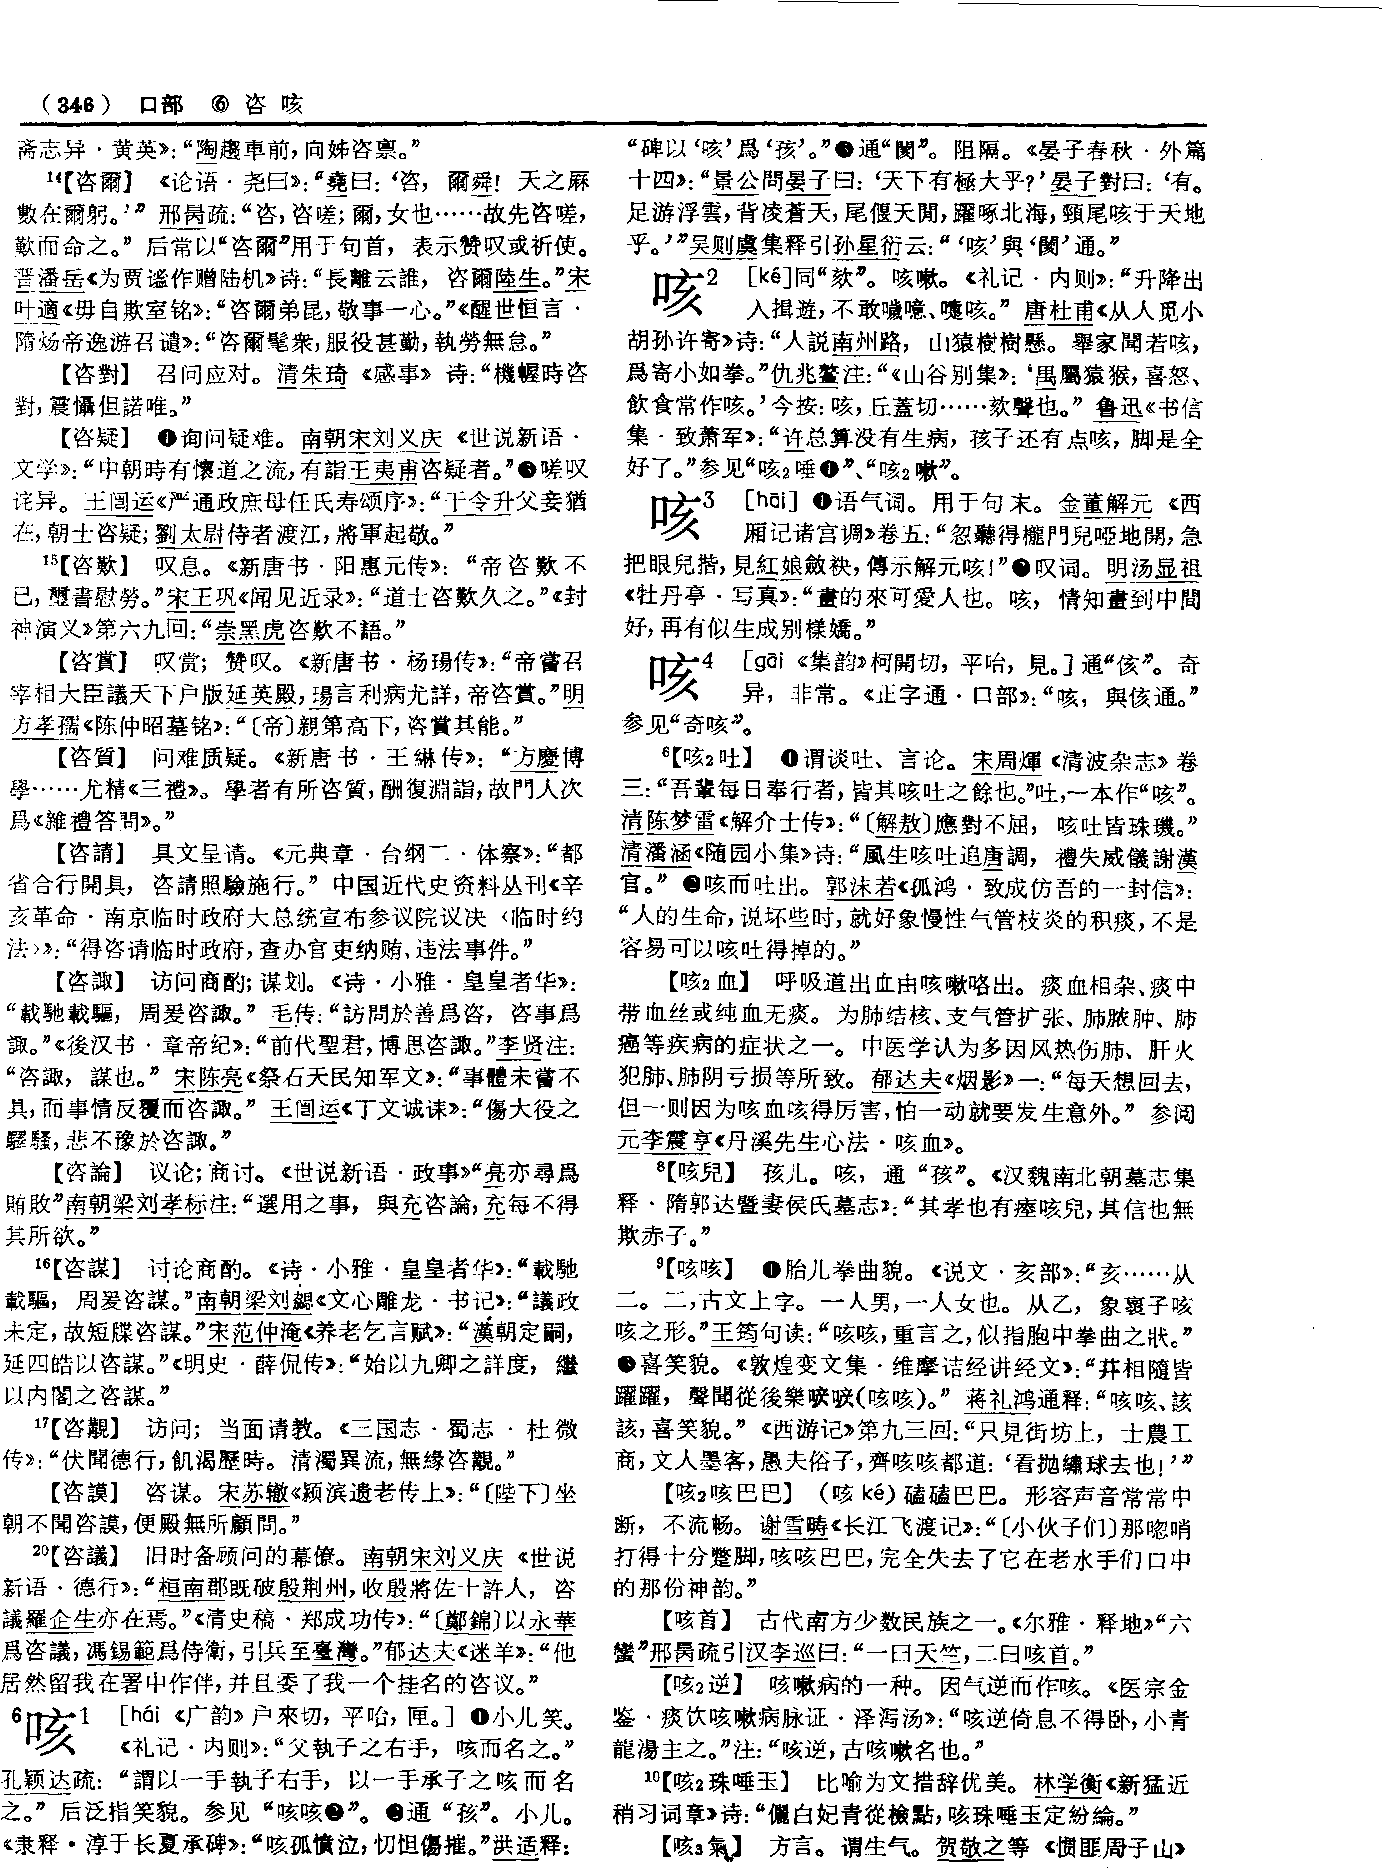 (346) 口部 ⑥ 咨 咳
斋志异·黄英》：“陶趨車前，向姊咨禀。”
14【咨爾】 《论语·尧曰》：“堯曰：‘咨，爾舜！天之厤
數在爾躬。’” 邢昺疏：“咨，咨嗟；爾，女也……故先咨嗟，
歎而命之。” 后常以“咨爾”用于句首，表示赞叹或祈使。
晋潘岳《为贾谧作赠陆机》诗：“長離云誰，咨爾陸生。”宋
叶適《毋自欺室铭》：“咨爾弟昆，敬事一心。”《醒世恒言·
隋炀帝逸游召谴》：“咨爾髦衆，服役甚勤，執勞無怠。”
【咨對】 召问应对。清朱琦《感事》诗：“機幄時咨
對，震懾但諾唯。”
【咨疑】 ❶询问疑难。南朝宋刘义庆《世说新语·
文学》：“中朝時有懷道之流，有詣王夷甫咨疑者。”❷嗟叹
诧异。王闿运《严通政庶母任氏寿颂序》：“干令升父妾猶
在，朝士咨疑；劉太尉侍者渡江，將軍起敬。”
15【咨歎】 叹息。《新唐书·阳惠元传》：“帝咨歎不
已，璽書慰勞。”宋王巩《闻见近录》：“道士咨歎久之。”《封
神演义》第六九回：“崇黑虎咨歎不語。”
【咨賞】 叹赏；赞叹。《新唐书·杨瑒传》：“帝嘗召
宰相大臣議天下户版延英殿，瑒言利病尤詳，帝咨賞。”明
方孝孺《陈仲昭墓铭》：“〔帝〕親第高下，咨賞其能。”
【咨質】 问难质疑。《新唐书·王綝传》：“方慶博
學……尤精《三禮》。學者有所咨質，酬復淵詣，故門人次
爲《雜禮答問》。”
【咨請】 具文呈请。《元典章·台纲二·体察》：“都
省合行開具，咨請照驗施行。” 中国近代史资料丛刊《辛
亥革命·南京临时政府大总统宣布参议院议决〈临时约
法〉》：“得咨请临时政府，查办官吏纳贿、违法事件。”
【咨諏】 访问商酌；谋划。《诗·小雅·皇皇者华》：
“載馳載驅，周爰咨諏。” 毛传：“訪問於善爲咨，咨事爲
諏。”《後汉书·章帝纪》：“前代聖君，博思咨諏。”李贤注：
“咨諏，謀也。” 宋陈亮《祭石天民知军文》：“事體未嘗不
具，而事情反覆而咨諏。” 王闿运《丁文诚诔》：“傷大役之
驛騷，悲不豫於咨諏。”
【咨論】 议论；商讨。《世说新语·政事》“亮亦尋爲
賄敗”南朝梁刘孝标注：“選用之事，與充咨論，充每不得
其所欲。”
16【咨謀】 讨论商酌。《诗·小雅·皇皇者华》：“載馳
載驅，周爰咨謀。”南朝梁刘勰《文心雕龙·书记》：“議政
未定，故短牒咨謀。”宋范仲淹《养老乞言赋》：“漢朝定嗣，
延四皓以咨謀。”《明史·薛侃传》：“始以九卿之詳度，繼
以内閣之咨謀。”
17【咨覿】 访问；当面请教。《三国志·蜀志·杜微
传》：“伏聞德行，飢渴歷時。清濁異流，無緣咨覿。”
【咨謨】 咨谋。宋苏辙《颍滨遗老传上》：“〔陛下〕坐
朝不聞咨謨，便殿無所顧問。”
20【咨議】 旧时备顾问的幕僚。南朝宋刘义庆《世说
新语·德行》：“桓南郡既破殷荆州，收殷將佐十許人，咨
議羅企生亦在焉。”《清史稿·郑成功传》：“〔鄭錦〕以永華
爲咨議，馮錫範爲侍衛，引兵至臺灣。”郁达夫《迷羊》：“他
居然留我在署中作伴，并且委了我一个挂名的咨议。”
6咳1 [hái 《广韵》户來切，平咍，匣。] ❶小儿笑。
《礼记·内则》：“父執子之右手，咳而名之。”
孔颖达疏：“謂以一手執子右手，以一手承子之咳而名
之。” 后泛指笑貌。参见“咳咳❷”。❷通“孩”。小儿。
《隶释·淳于长夏承碑》：“咳孤憤泣，忉怛傷摧。”洪适释：
“碑以‘咳’爲‘孩’。”❸通“閡”。阻隔。《晏子春秋·外篇
十四》：“景公問晏子曰：‘天下有極大乎？’晏子對曰：‘有。
足游浮雲，背凌蒼天，尾偃天閒，躍啄北海，頸尾咳于天地
乎。’”吴则虞集释引孙星衍云：“‘咳’與‘閡’通。”
咳2 [ké]同“欬”。咳嗽。《礼记·内则》：“升降出
入揖遊，不敢噦噫、嚏咳。” 唐杜甫《从人觅小
胡孙许寄》诗：“人説南州路，山猿樹樹懸。舉家聞若咳，
爲寄小如拳。”仇兆鳌注：“《山谷别集》：‘禺屬猿猴，喜怒、
飲食常作咳。’今按：咳，丘蓋切……欬聲也。” 鲁迅《书信
集·致萧军》：“许总算没有生病，孩子还有点咳，脚是全
好了。”参见“咳2唾❶”、“咳2嗽”。
咳3 [hāi] ❶语气词。用于句末。金董解元《西
厢记诸宫调》卷五：“忽聽得櫳門兒啞地開，急
把眼兒揩，見紅娘斂袂，傳示解元咳！”❷叹词。明汤显祖
《牡丹亭·写真》：“畫的來可愛人也。咳，情知畫到中間
好，再有似生成别樣嬌。”
咳4 [gāi 《集韵》柯開切，平咍，見。] 通“侅”。奇
异，非常。《正字通·口部》：“咳，與侅通。”
参见“奇咳”。
6【咳2吐】 ❶谓谈吐、言论。宋周煇《清波杂志》卷
三：“吾輩每日奉行者，皆其咳吐之餘也。”吐，一本作“咳”。
清陈梦雷《解介士传》：“〔解敖〕應對不屈，咳吐皆珠璣。”
清潘涵《随园小集》诗：“風生咳吐追唐調，禮失威儀謝漢
官。” ❷咳而吐出。郭沫若《孤鸿·致成仿吾的一封信》：
“人的生命，说坏些时，就好象慢性气管枝炎的积痰，不是
容易可以咳吐得掉的。”
【咳2血】 呼吸道出血由咳嗽咯出。痰血相杂、痰中
带血丝或纯血无痰。为肺结核、支气管扩张、肺脓肿、肺
癌等疾病的症状之一。中医学认为多因风热伤肺、肝火
犯肺、肺阴亏损等所致。郁达夫《烟影》一：“每天想回去，
但一则因为咳血咳得厉害，怕一动就要发生意外。” 参阅
元李震亨《丹溪先生心法·咳血》。
8【咳兒】 孩儿。咳，通“孩”。《汉魏南北朝墓志集
释·隋郭达暨妻侯氏墓志》：“其孝也有瘞咳兒，其信也無
欺赤子。”
9【咳咳】 ❶胎儿拳曲貌。《说文·亥部》：“亥……从
二。二，古文上字。一人男，一人女也。从乙，象裹子咳
咳之形。”王筠句读：“咳咳，重言之，似指胞中拳曲之狀。”
❷喜笑貌。《敦煌变文集·维摩诘经讲经文》：“幷相隨皆
躍躍，聲聞從後樂咳咳(咳咳)。” 蒋礼鸿通释：“咳咳、該
該，喜笑貌。” 《西游记》第九三回：“只見街坊上，士農工
商，文人墨客，愚夫俗子，齊咳咳都道：‘看抛繡球去也！’”
【咳2咳巴巴】 (咳 ké) 磕磕巴巴。形容声音常常中
断，不流畅。谢雪畴《长江飞渡记》：“〔小伙子们〕那唿哨
打得十分蹩脚，咳咳巴巴，完全失去了它在老水手们口中
的那份神韵。”
【咳首】 古代南方少数民族之一。《尔雅·释地》“六
蠻”邢昺疏引汉李巡曰：“一曰天竺，二曰咳首。”
【咳2逆】 咳嗽病的一种。因气逆而作咳。《医宗金
鉴·痰饮咳嗽病脉证·泽泻汤》：“咳逆倚息不得卧，小青
龍湯主之。”注：“咳逆，古咳嗽名也。”
10【咳2珠唾玉】 比喻为文措辞优美。林学衡《新猛近
稍习词章》诗：“儷白妃青從檢點，咳珠唾玉定紛綸。”
【咳3氣】 方言。谓生气。贺敬之等《惯匪周子山》